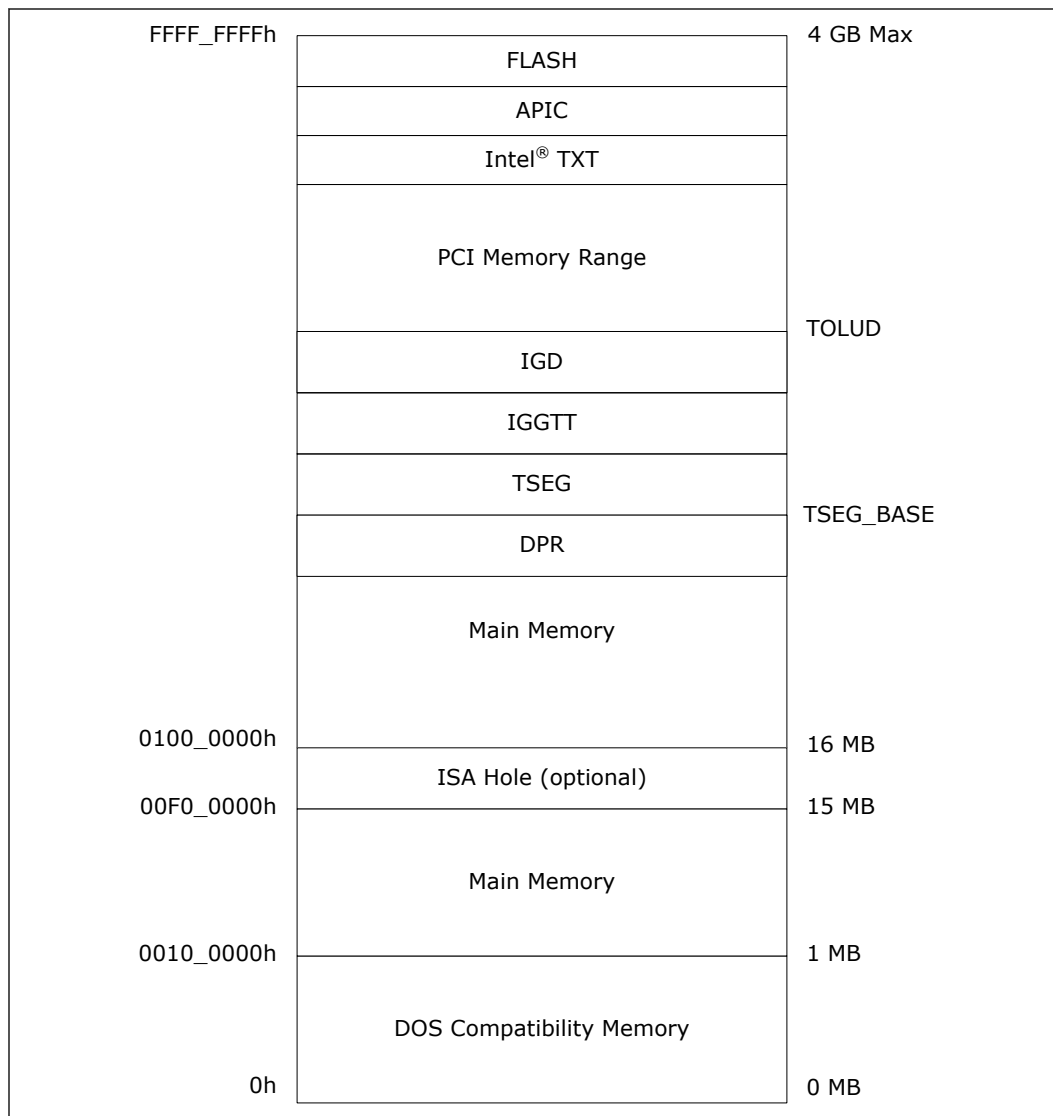 FFFF_FFFFh
4 GB Max
FLASH
APIC
Intel® TXT
PCI Memory Range
TOLUD
IGD
IGGTT
TSEG
TSEG_BASE
DPR
Main Memory
0100_0000h
16 MB
ISA Hole (optional)
00F0_0000h
15 MB
Main Memory
0010_0000h
1 MB
DOS Compatibility Memory
0h
0 MB